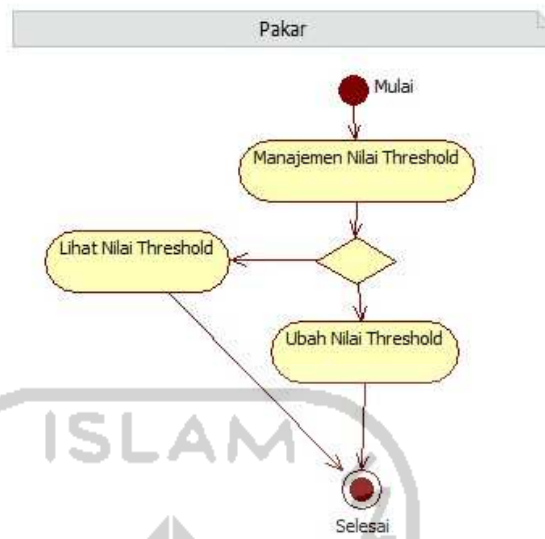 Pakar
Mulai
Manajemen Nilai Threshold
Lihat Nilai Threshold
Ubah Nilai Threshold
ISLAM
Selesai